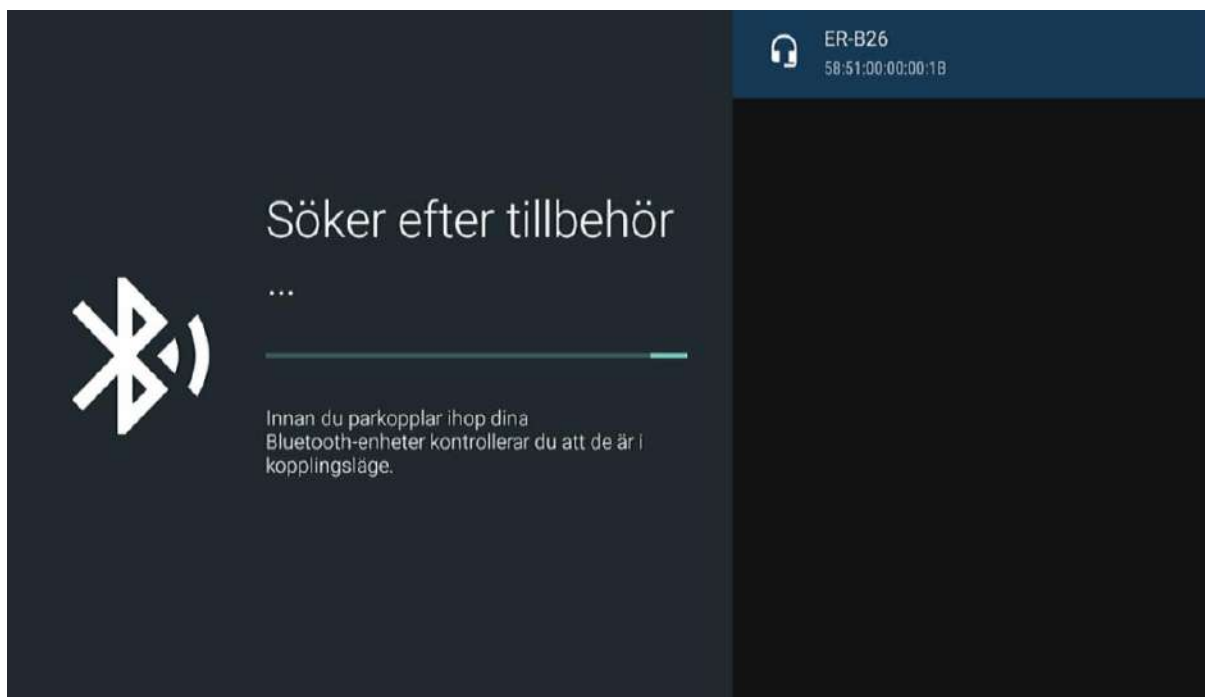 Söker efter tillbehör
...
Innan du parkopplar ihop dina
Bluetooth-enheter kontrollerar du att de är i
kopplingsläge.
ER-B26
58:51:00:00:00:1B